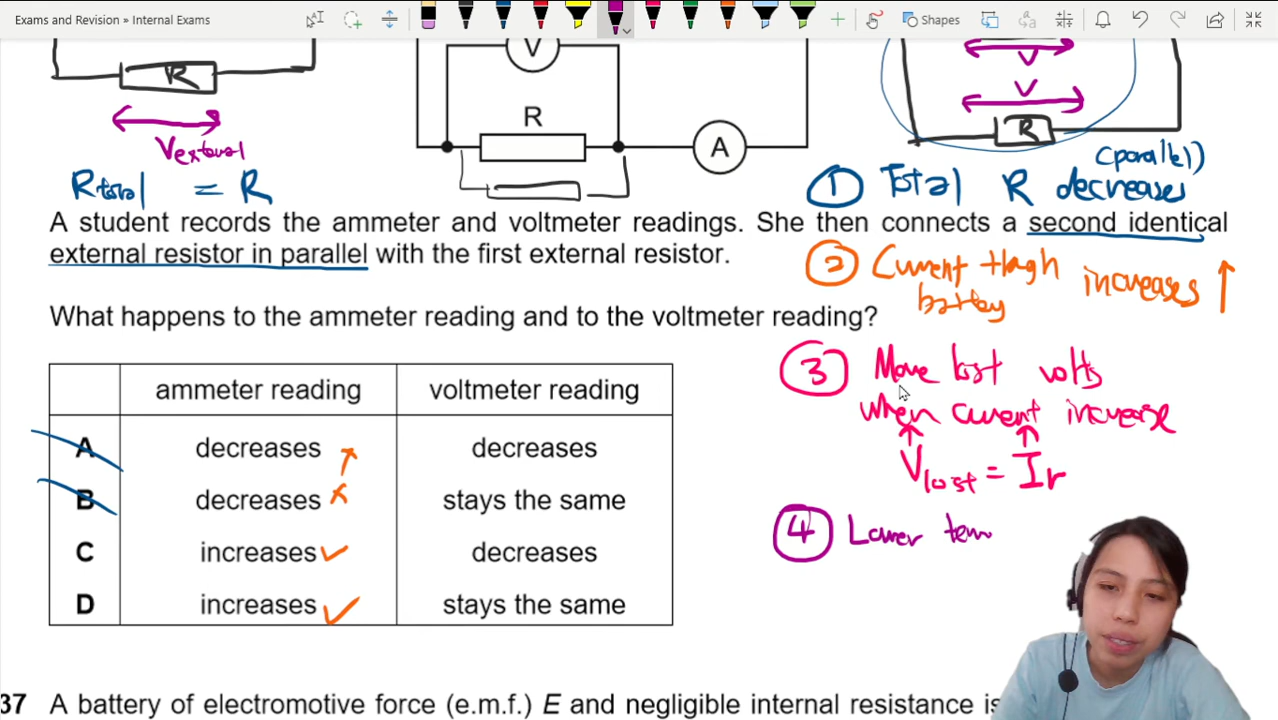 Exams and Revision » Internal Exams
Shapes
V
R
V
V
R
A
R
Vexternal
Rtotal = R
① Total R decreases (parallel)
A student records the ammeter and voltmeter readings. She then connects a second identical
external resistor in parallel with the first external resistor.
② Current through battery increases ↑
What happens to the ammeter reading and to the voltmeter reading?
③ More lost volts
when current increase
Vlost = Ir
④ Lower term
ammeter reading voltmeter reading
A decreases decreases
B decreases stays the same
C increases ✓ decreases
D increases ✓ stays the same
37 A battery of electromotive force (e.m.f.) E and negligible internal resistance is